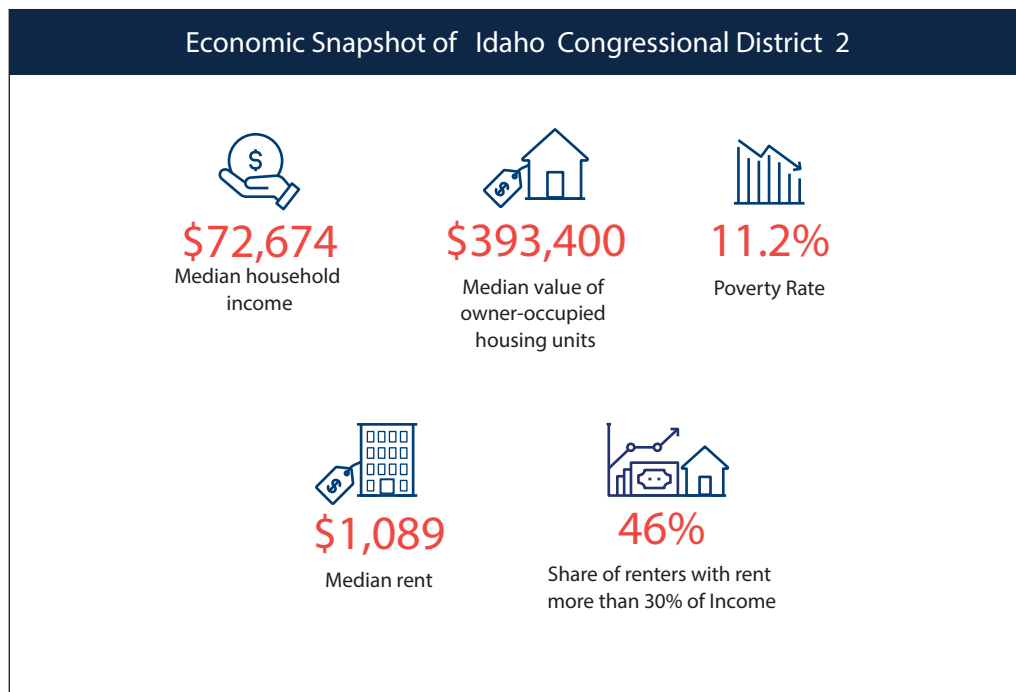 Economic Snapshot of Idaho Congressional District 2
$
$
$72,674
Median household
income
$393,400
Median value of
owner-occupied
housing units
11.2%
Poverty Rate
$
$1,089
Median rent
46%
Share of renters with rent
more than 30% of Income